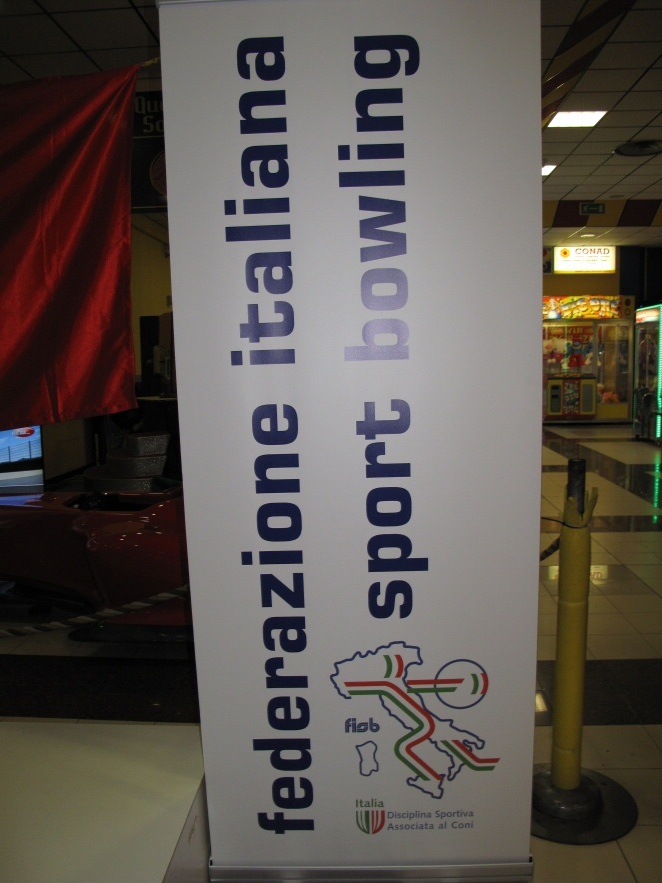 federazione italiana
sport bowling
fisb
Italia
Disciplina Sportiva
Associata al Coni
CONAD